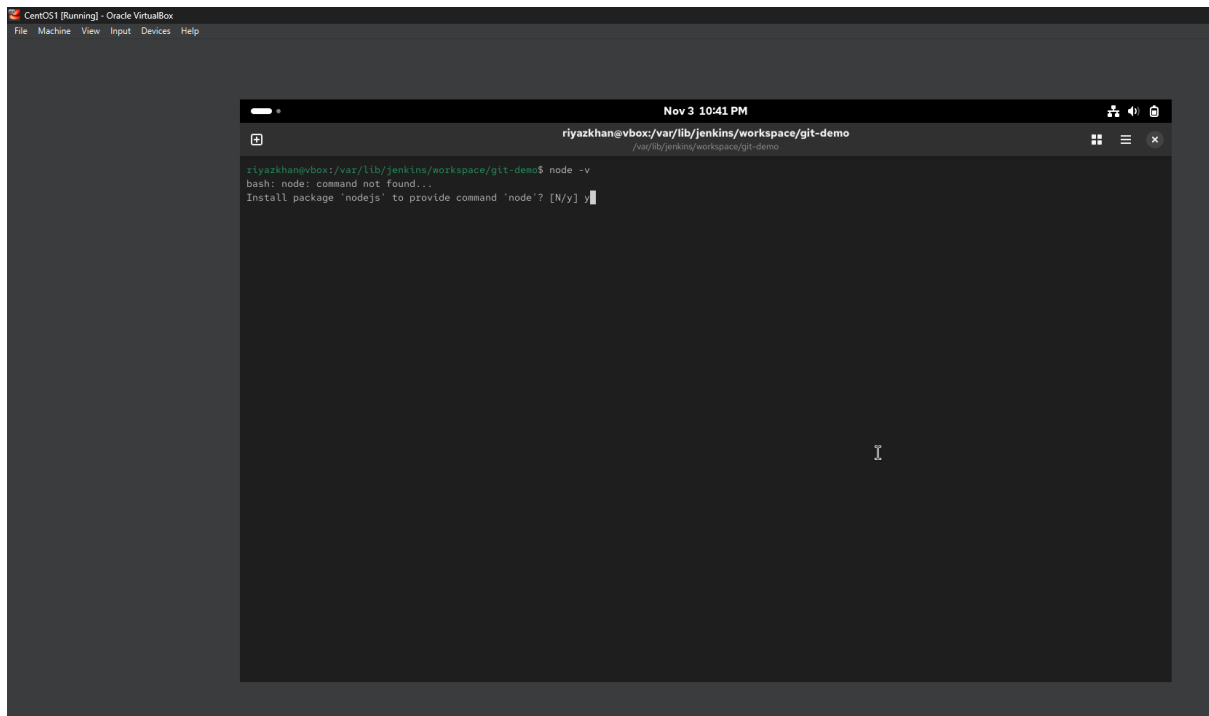 CentOS1 [Running] - Oracle VirtualBox
File Machine View Input Devices Help
Nov 3 10:41 PM
riyazkhan@vbox:/var/lib/jenkins/workspace/git-demo
/var/lib/jenkins/workspace/git-demo
riyazkhan@vbox:/var/lib/jenkins/workspace/git-demo$ node -v
bash: node: command not found...
Install package 'nodejs' to provide command 'node'? [N/y] y